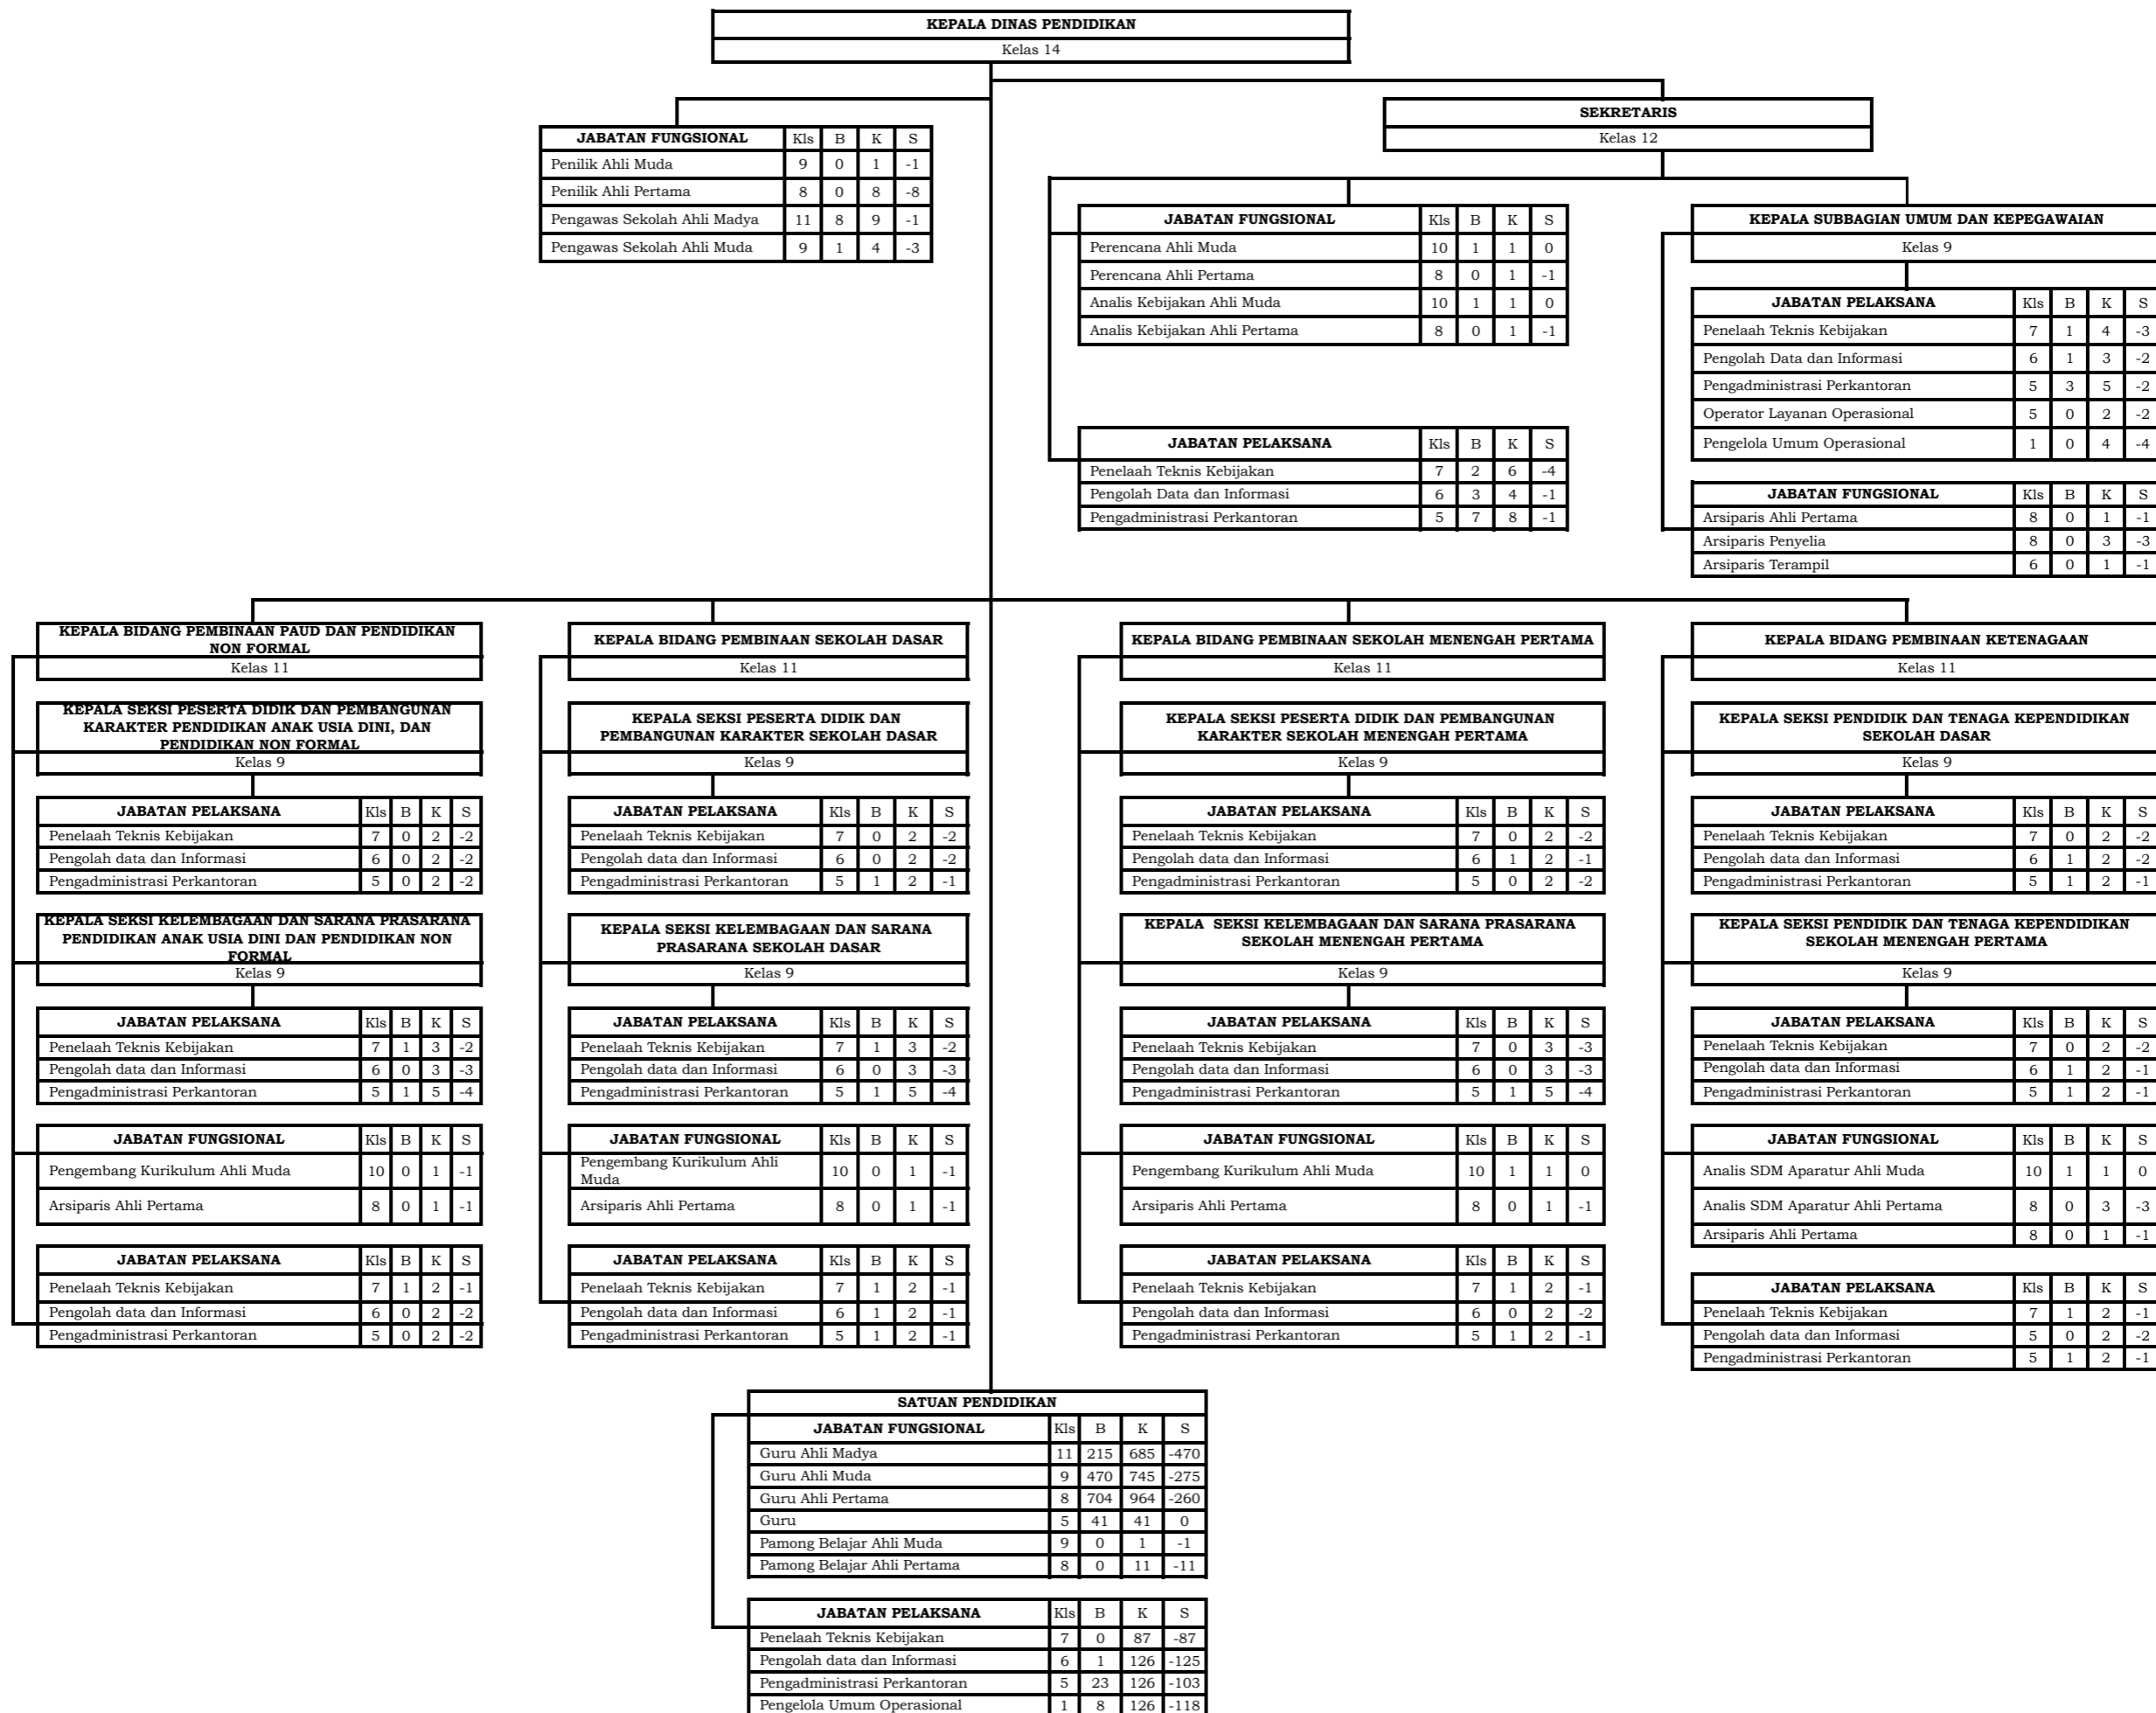 KEPALA DINAS PENDIDIKAN
Kelas 14
SEKRETARIS
Kelas 12
JABATAN FUNGSIONAL Kls B K S
Penilik Ahli Muda 9 0 1 -1
Penilik Ahli Pertama 8 0 8 -8
Pengawas Sekolah Ahli Madya 11 8 9 -1
Pengawas Sekolah Ahli Muda 9 1 4 -3
JABATAN FUNGSIONAL Kls B K S
Perencana Ahli Muda 10 1 1 0
Perencana Ahli Pertama 8 0 1 -1
Analis Kebijakan Ahli Muda 10 1 1 0
Analis Kebijakan Ahli Pertama 8 0 1 -1
JABATAN PELAKSANA Kls B K S
Penelaah Teknis Kebijakan 7 2 6 -4
Pengolah Data dan Informasi 6 3 4 -1
Pengadministrasi Perkantoran 5 7 8 -1
KEPALA SUBBAGIAN UMUM DAN KEPEGAWAIAN
Kelas 9
JABATAN PELAKSANA Kls B K S
Penelaah Teknis Kebijakan 7 1 4 -3
Pengolah Data dan Informasi 6 1 3 -2
Pengadministrasi Perkantoran 5 3 5 -2
Operator Layanan Operasional 5 0 2 -2
Pengelola Umum Operasional 1 0 4 -4
JABATAN FUNGSIONAL Kls B K S
Arsiparis Ahli Pertama 8 0 1 -1
Arsiparis Penyelia 8 0 3 -3
Arsiparis Terampil 6 0 1 -1
KEPALA BIDANG PEMBINAAN PAUD DAN PENDIDIKAN
NON FORMAL
Kelas 11
KEPALA SEKSI PESERTA DIDIK DAN PEMBANGUNAN
KARAKTER PENDIDIKAN ANAK USIA DINI, DAN
PENDIDIKAN NON FORMAL
Kelas 9
JABATAN PELAKSANA Kls B K S
Penelaah Teknis Kebijakan 7 0 2 -2
Pengolah data dan Informasi 6 0 2 -2
Pengadministrasi Perkantoran 5 0 2 -2
KEPALA SEKSI KELEMBAGAAN DAN SARANA PRASARANA
PENDIDIKAN ANAK USIA DINI DAN PENDIDIKAN NON
FORMAL
Kelas 9
JABATAN PELAKSANA Kls B K S
Penelaah Teknis Kebijakan 7 1 3 -2
Pengolah data dan Informasi 6 0 3 -3
Pengadministrasi Perkantoran 5 1 5 -4
JABATAN FUNGSIONAL Kls B K S
Pengembang Kurikulum Ahli Muda 10 0 1 -1
Arsiparis Ahli Pertama 8 0 1 -1
JABATAN PELAKSANA Kls B K S
Penelaah Teknis Kebijakan 7 1 2 -1
Pengolah data dan Informasi 6 0 2 -2
Pengadministrasi Perkantoran 5 0 2 -2
KEPALA BIDANG PEMBINAAN SEKOLAH DASAR
Kelas 11
KEPALA SEKSI PESERTA DIDIK DAN
PEMBANGUNAN KARAKTER SEKOLAH DASAR
Kelas 9
JABATAN PELAKSANA Kls B K S
Penelaah Teknis Kebijakan 7 0 2 -2
Pengolah data dan Informasi 6 0 2 -2
Pengadministrasi Perkantoran 5 1 2 -1
KEPALA SEKSI KELEMBAGAAN DAN SARANA
PRASARANA SEKOLAH DASAR
Kelas 9
JABATAN PELAKSANA Kls B K S
Penelaah Teknis Kebijakan 7 1 3 -2
Pengolah data dan Informasi 6 0 3 -3
Pengadministrasi Perkantoran 5 1 5 -4
JABATAN FUNGSIONAL Kls B K S
Pengembang Kurikulum Ahli
Muda 10 0 1 -1
Arsiparis Ahli Pertama 8 0 1 -1
JABATAN PELAKSANA Kls B K S
Penelaah Teknis Kebijakan 7 1 2 -1
Pengolah data dan Informasi 6 1 2 -1
Pengadministrasi Perkantoran 5 1 2 -1
KEPALA BIDANG PEMBINAAN SEKOLAH MENENGAH PERTAMA
Kelas 11
KEPALA SEKSI PESERTA DIDIK DAN PEMBANGUNAN
KARAKTER SEKOLAH MENENGAH PERTAMA
Kelas 9
JABATAN PELAKSANA Kls B K S
Penelaah Teknis Kebijakan 7 0 2 -2
Pengolah data dan Informasi 6 1 2 -1
Pengadministrasi Perkantoran 5 0 2 -2
KEPALA SEKSI KELEMBAGAAN DAN SARANA PRASARANA
SEKOLAH MENENGAH PERTAMA
Kelas 9
JABATAN PELAKSANA Kls B K S
Penelaah Teknis Kebijakan 7 0 3 -3
Pengolah data dan Informasi 6 0 3 -3
Pengadministrasi Perkantoran 5 1 5 -4
JABATAN FUNGSIONAL Kls B K S
Pengembang Kurikulum Ahli Muda 10 1 1 0
Arsiparis Ahli Pertama 8 0 1 -1
JABATAN PELAKSANA Kls B K S
Penelaah Teknis Kebijakan 7 1 2 -1
Pengolah data dan Informasi 6 0 2 -2
Pengadministrasi Perkantoran 5 1 2 -1
KEPALA BIDANG PEMBINAAN KETENAGAAN
Kelas 11
KEPALA SEKSI PENDIDIK DAN TENAGA KEPENDIDIKAN
SEKOLAH DASAR
Kelas 9
JABATAN PELAKSANA Kls B K S
Penelaah Teknis Kebijakan 7 0 2 -2
Pengolah data dan Informasi 6 1 2 -2
Pengadministrasi Perkantoran 5 1 2 -1
KEPALA SEKSI PENDIDIK DAN TENAGA KEPENDIDIKAN
SEKOLAH MENENGAH PERTAMA
Kelas 9
JABATAN PELAKSANA Kls B K S
Penelaah Teknis Kebijakan 7 0 2 -2
Pengolah data dan Informasi 6 1 2 -1
Pengadministrasi Perkantoran 5 1 2 -1
JABATAN FUNGSIONAL Kls B K S
Analis SDM Aparatur Ahli Muda 10 1 1 0
Analis SDM Aparatur Ahli Pertama 8 0 3 -3
Arsiparis Ahli Pertama 8 0 1 -1
JABATAN PELAKSANA Kls B K S
Penelaah Teknis Kebijakan 7 1 2 -1
Pengolah data dan Informasi 5 0 2 -2
Pengadministrasi Perkantoran 5 1 2 -1
SATUAN PENDIDIKAN
JABATAN FUNGSIONAL Kls B K S
Guru Ahli Madya 11 215 685 -470
Guru Ahli Muda 9 470 745 -275
Guru Ahli Pertama 8 704 964 -260
Guru 5 41 41 0
Pamong Belajar Ahli Muda 9 0 1 -1
Pamong Belajar Ahli Pertama 8 0 11 -11
JABATAN PELAKSANA Kls B K S
Penelaah Teknis Kebijakan 7 0 87 -87
Pengolah data dan Informasi 6 1 126 -125
Pengadministrasi Perkantoran 5 23 126 -103
Pengelola Umum Operasional 1 8 126 -118